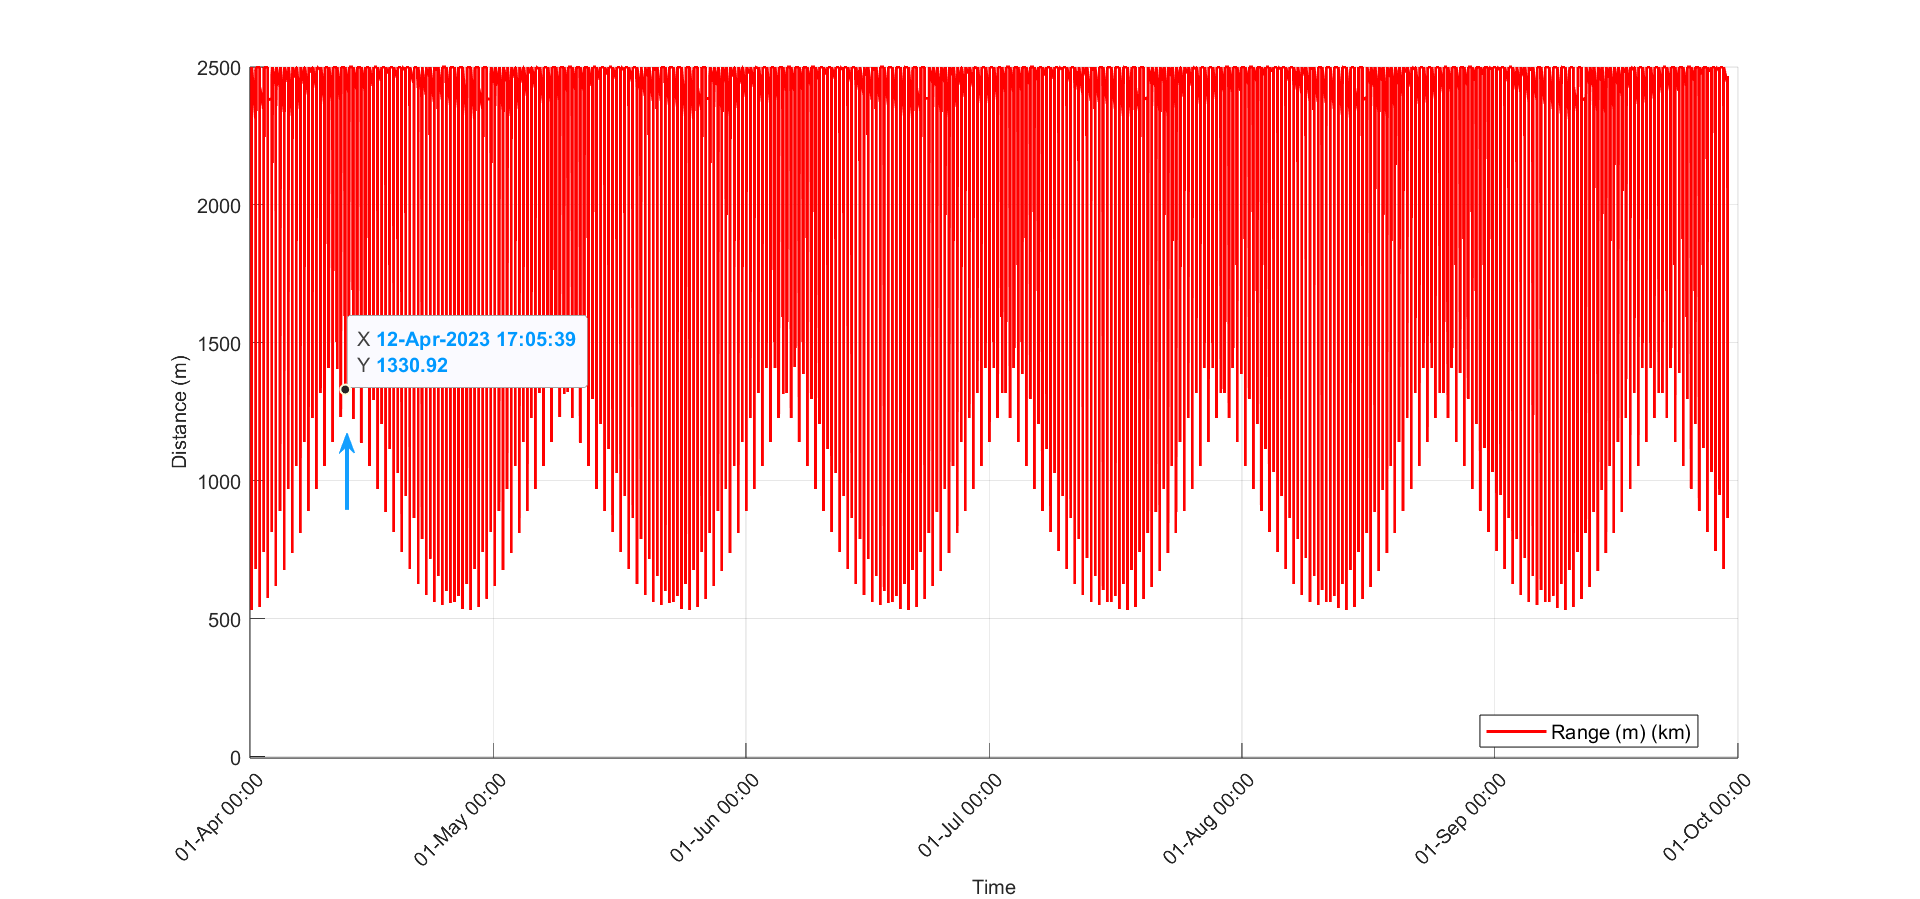 2500
2000
1500
1000
500
0
Distance (m)
X 12-Apr-2023 17:05:39
Y 1330.92
Range (m) (km)
01-Apr 00:00
01-May 00:00
01-Jun 00:00
01-Jul 00:00
01-Aug 00:00
01-Sep 00:00
01-Oct 00:00
Time